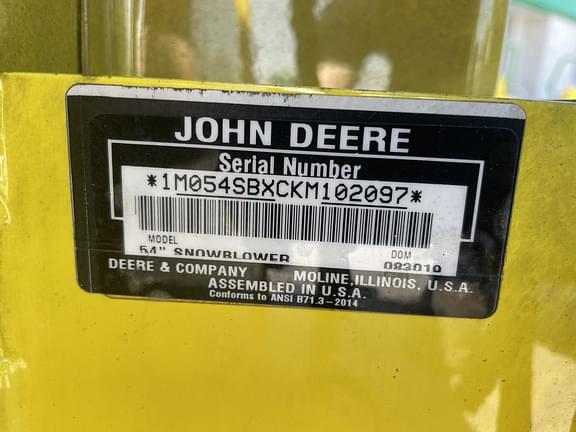 JOHN DEERE
Serial Number
*1M054SBXCKM102097*
MODEL DOM
54" SNOWBLOWER 083019
DEERE & COMPANY MOLINE, ILLINOIS, U.S.A.
ASSEMBLED IN U.S.A.
Conforms to ANSI B71.3-2014